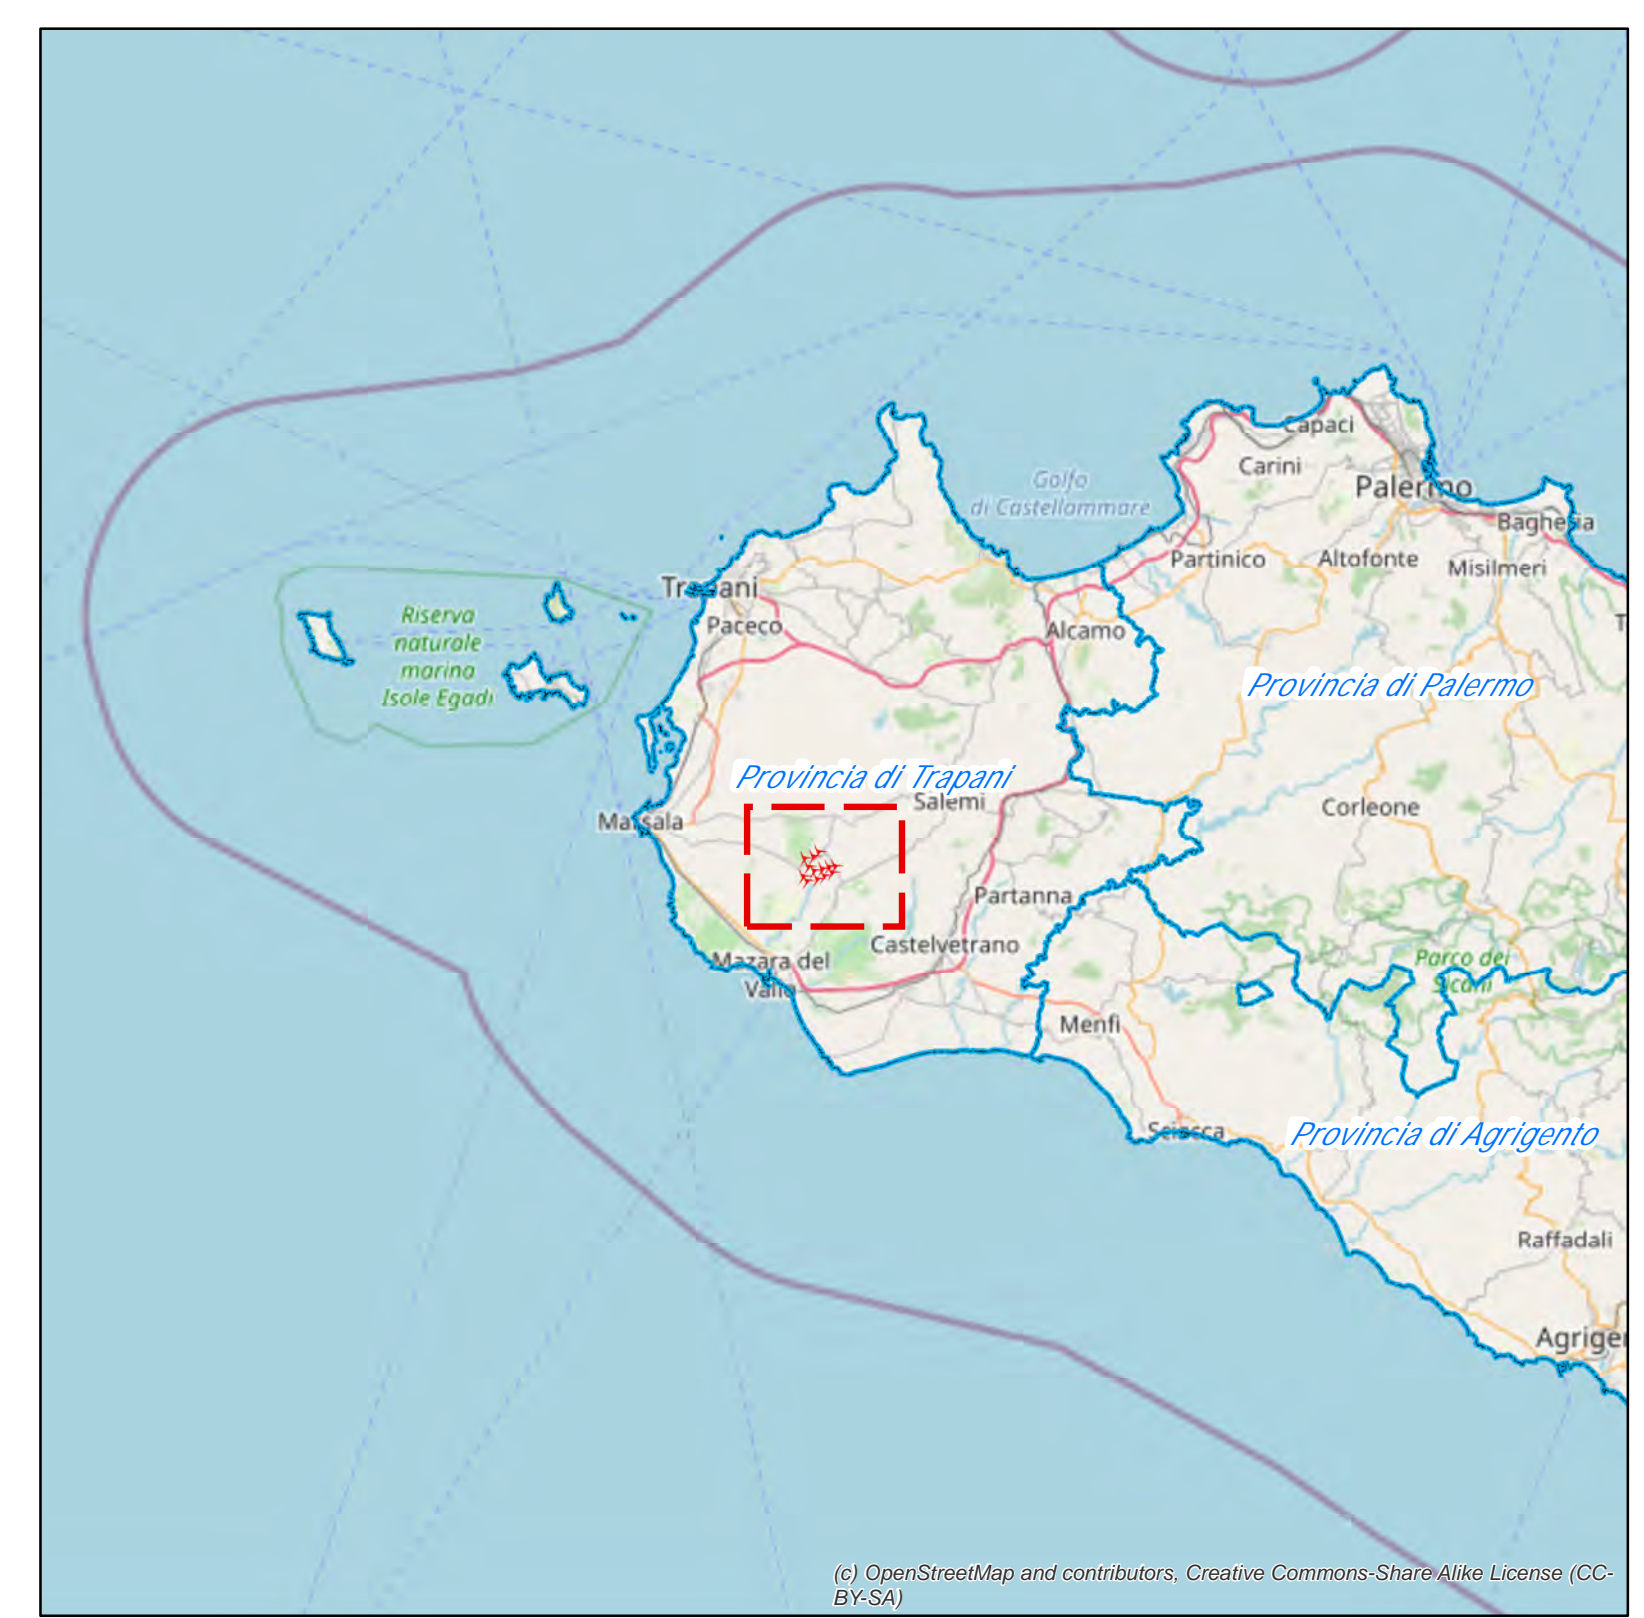 Capaci
Carini
Palermo
Golfo
di Castellammare
Bagheria
Partinico
Altofonte
Misilmeri
Trapani
Paceco
Alcamo
Riserva
naturale
marina
Isole Egadi
Provincia di Palermo
Provincia di Trapani
Salemi
Marsala
Corleone
Partanna
Castelvetrano
Mazara del
Vallo
Parco dei
Sicani
Menfi
Sciacca
Provincia di Agrigento
Raffadali
Agrige
(c) OpenStreetMap and contributors, Creative Commons-Share Alike License (CC-
BY-SA)